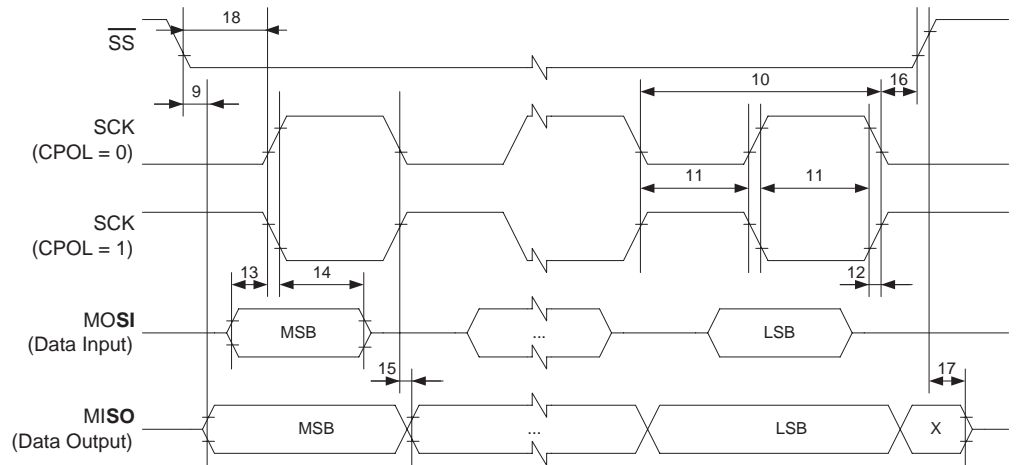 18
SS
9
10
16
SCK
(CPOL = 0)
11
11
SCK
(CPOL = 1)
13
14
12
MOSI
(Data Input)
MSB
...
LSB
15
17
MISO
(Data Output)
MSB
...
LSB
X